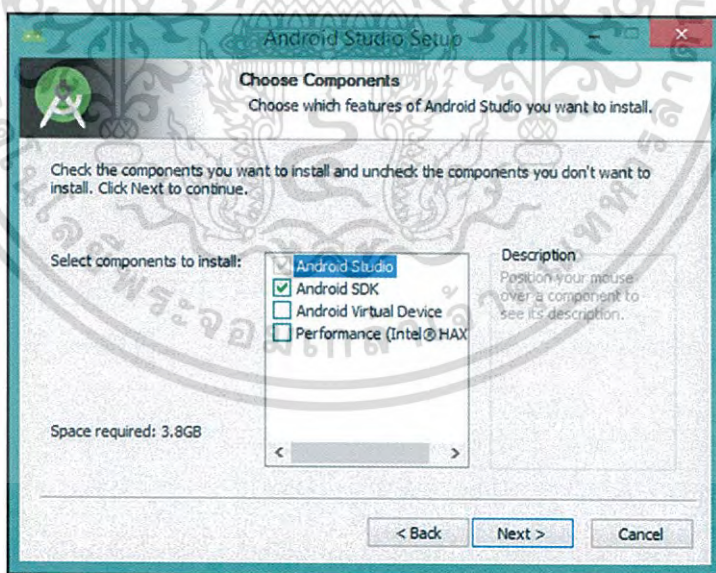 Android Studio Setup
Choose Components
Choose which features of Android Studio you want to install.
Check the components you want to install and uncheck the components you don't want to
install. Click Next to continue.
Select components to install:
Android Studio
Android SDK
Android Virtual Device
Performance (Intel® HAX
Description
Position your mouse
over a component to
see its description.
Space required: 3.8GB
< Back
Next >
Cancel